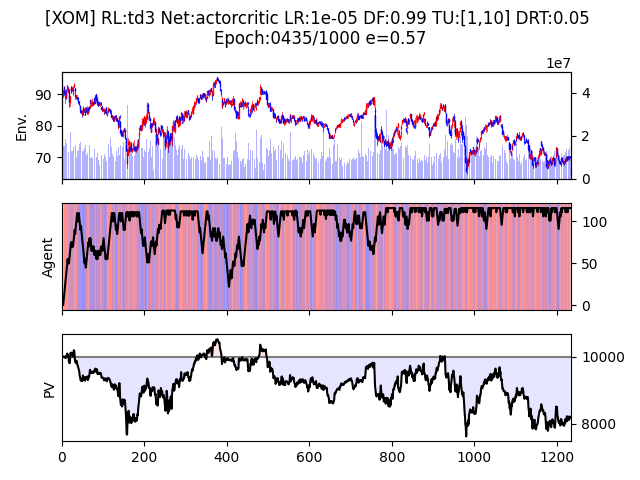 [XOM] RL:td3 Net:actorcritic LR:1e-05 DF:0.99 TU:[1,10] DRT:0.05
Epoch:0435/1000 e=0.57
1e7
Env.
90
80
70
4
2
0
Agent
100
50
0
PV
10000
8000
0 200 400 600 800 1000 1200